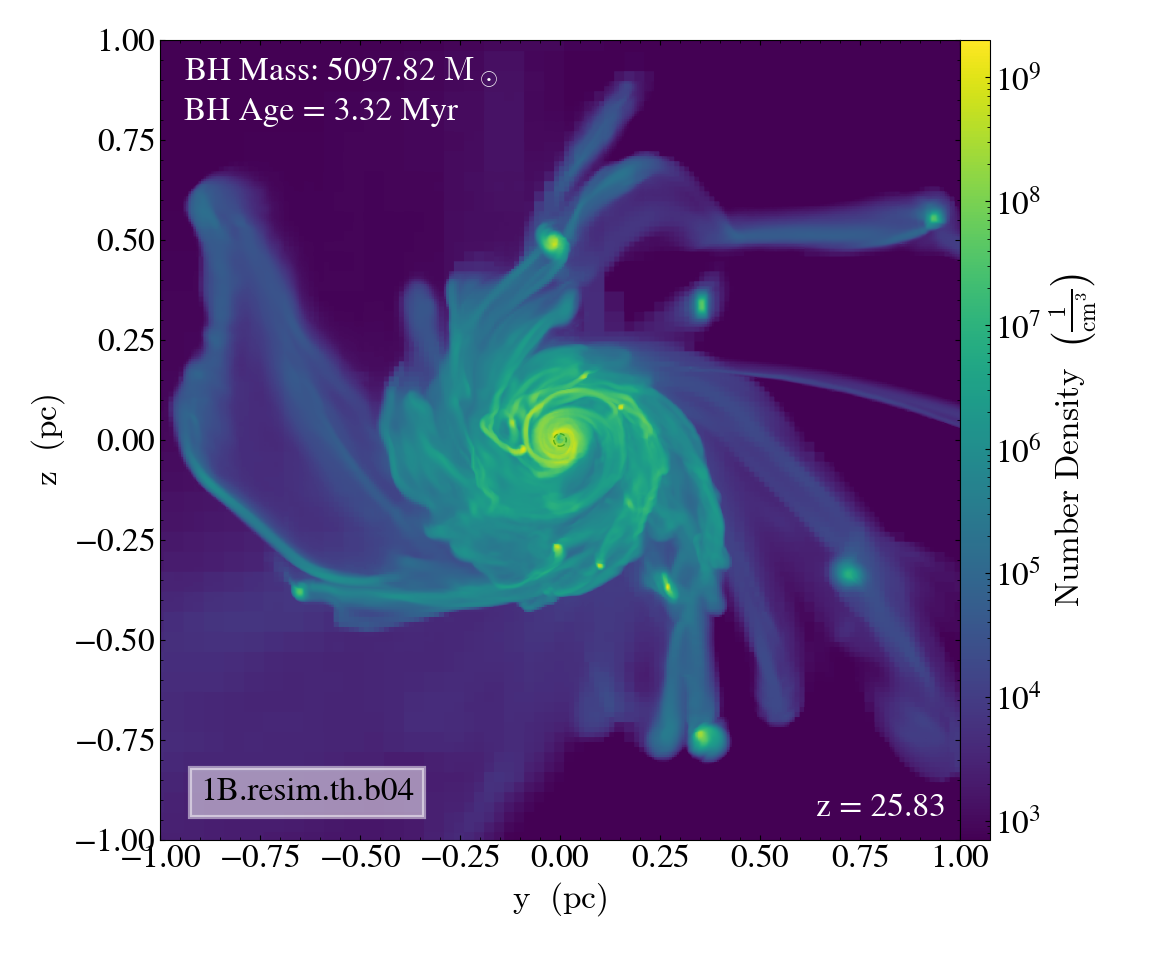 BH Mass: 5097.82 M⊙
BH Age = 3.32 Myr
1B.resim.th.b04
z = 25.83
1.00
0.75
0.50
0.25
0.00
−0.25
−0.50
−0.75
−1.00
z (pc)
−1.00 −0.75 −0.50 −0.25 0.00 0.25 0.50 0.75 1.00
y (pc)
10⁹
10⁸
10⁷
10⁶
10⁵
10⁴
10³
Number Density (1/cm³)